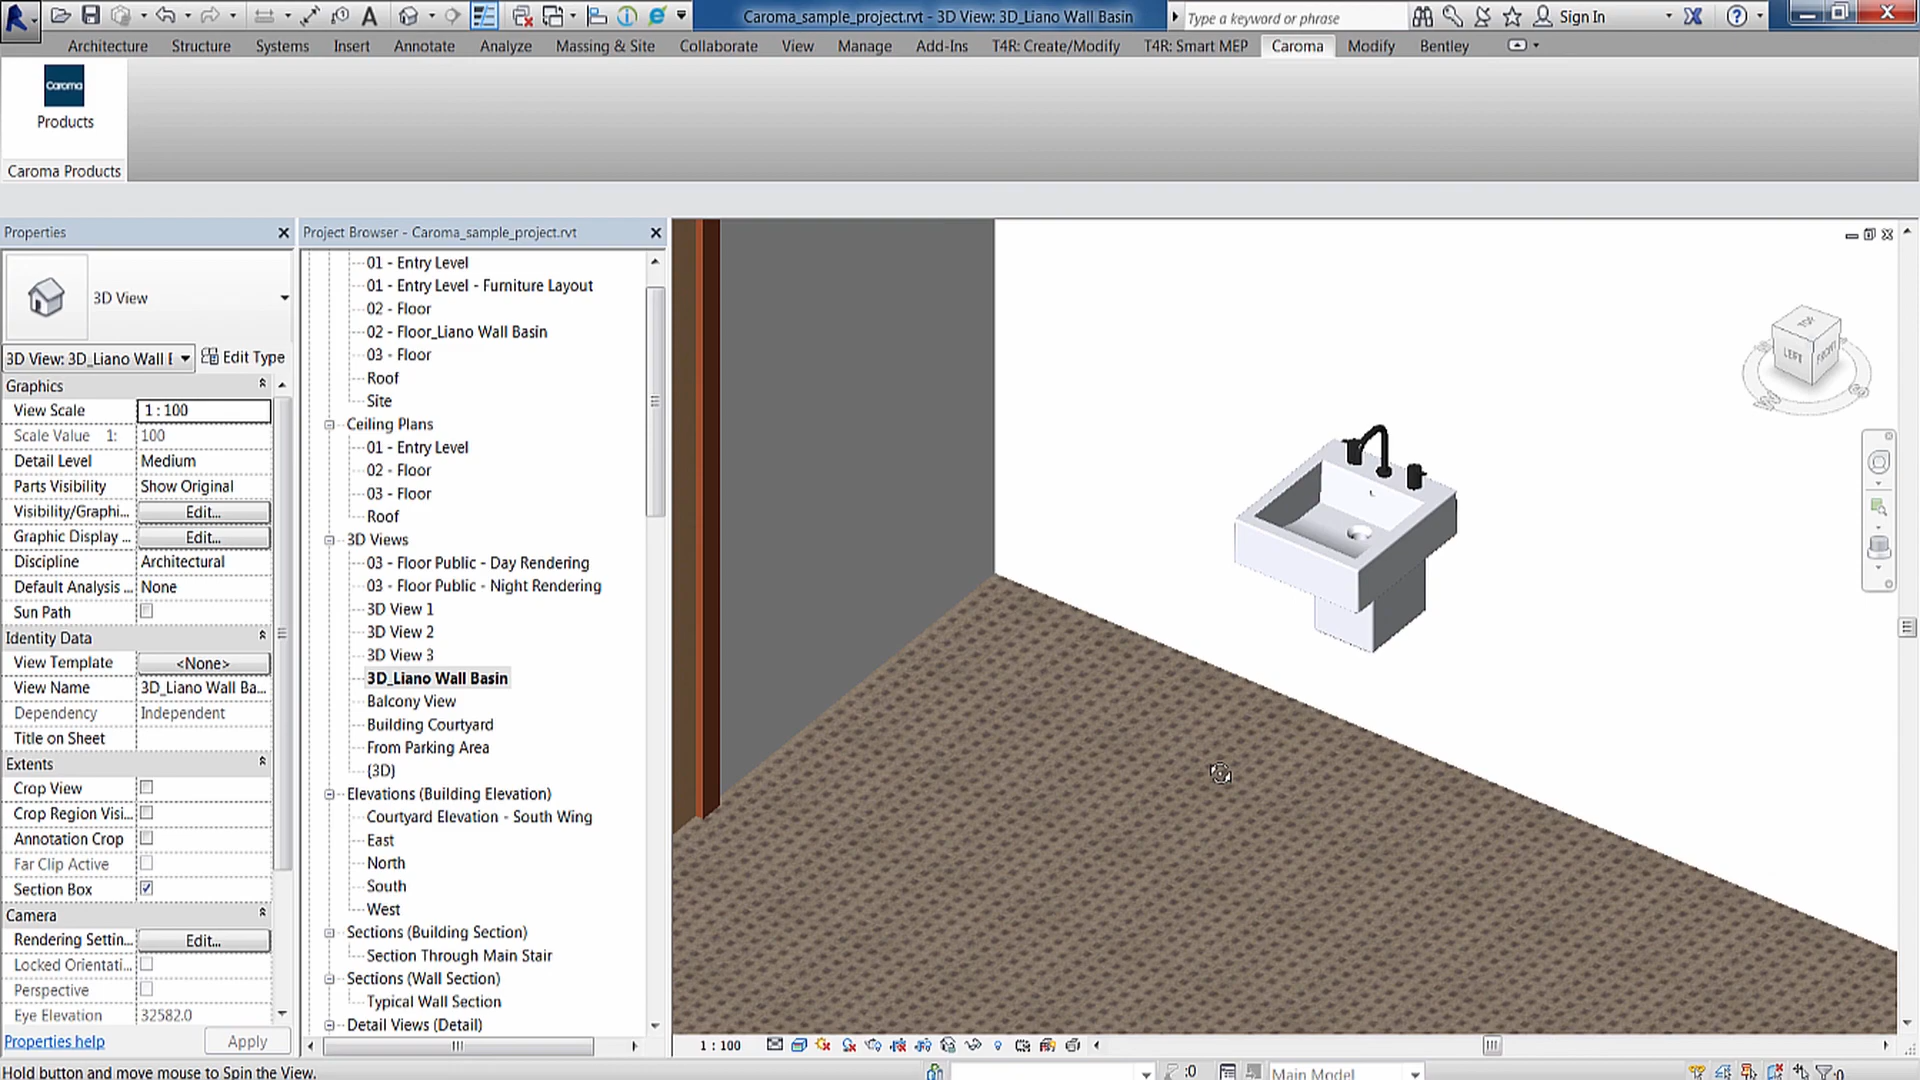 Caroma_sample_project.rvt - 3D View: 3D_Liano Wall Basin
Type a keyword or phrase
Sign In
Architecture Structure Systems Insert Annotate Analyze Massing & Site Collaborate View Manage Add-Ins T4R: Create/Modify T4R: Smart MEP Caroma Modify Bentley
Caroma
Products
Caroma Products
Properties
3D View
3D View: 3D_Liano Wall
Edit Type
Graphics
View Scale 1 : 100
Scale Value 1: 100
Detail Level Medium
Parts Visibility Show Original
Visibility/Graphi... Edit...
Graphic Display ... Edit...
Discipline Architectural
Default Analysis ... None
Sun Path
Identity Data
View Template <None>
View Name 3D_Liano Wall Ba...
Dependency Independent
Title on Sheet
Extents
Crop View
Crop Region Visi...
Annotation Crop
Far Clip Active
Section Box
Camera
Rendering Settin... Edit...
Locked Orientati...
Perspective
Eye Elevation 32582.0
Properties help
Apply
Project Browser - Caroma_sample_project.rvt
01 - Entry Level
01 - Entry Level - Furniture Layout
02 - Floor
02 - Floor_Liano Wall Basin
03 - Floor
Roof
Site
Ceiling Plans
01 - Entry Level
02 - Floor
03 - Floor
Roof
3D Views
03 - Floor Public - Day Rendering
03 - Floor Public - Night Rendering
3D View 1
3D View 2
3D View 3
3D_Liano Wall Basin
Balcony View
Building Courtyard
From Parking Area
(3D)
Elevations (Building Elevation)
Courtyard Elevation - South Wing
East
North
South
West
Sections (Building Section)
Section Through Main Stair
Sections (Wall Section)
Typical Wall Section
Detail Views (Detail)
TOP
LEFT
FRONT
1 : 100
Hold button and move mouse to Spin the View.
:0
Main Model
:0